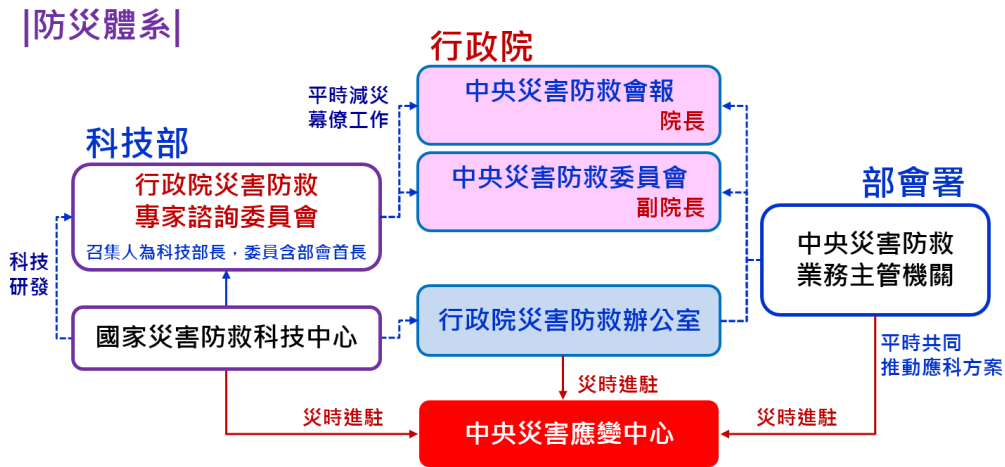 |防災體系|
行政院
中央災害防救會報
院長
平時減災
幕僚工作
科技部
行政院災害防救
專家諮詢委員會
召集人為科技部長，委員含部會首長
中央災害防救委員會
副院長
部會署
中央災害防救
業務主管機關
科技
研發
國家災害防救科技中心
行政院災害防救辦公室
平時共同
推動應科方案
災時進駐
災時進駐
災時進駐
中央災害應變中心